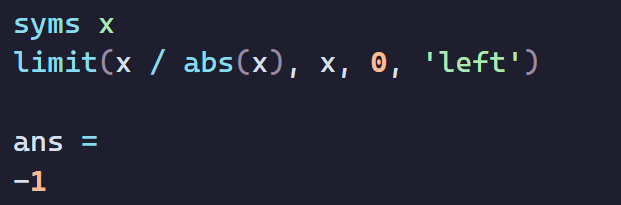 syms x
limit(x / abs(x), x, 0, 'left')
ans =
-1